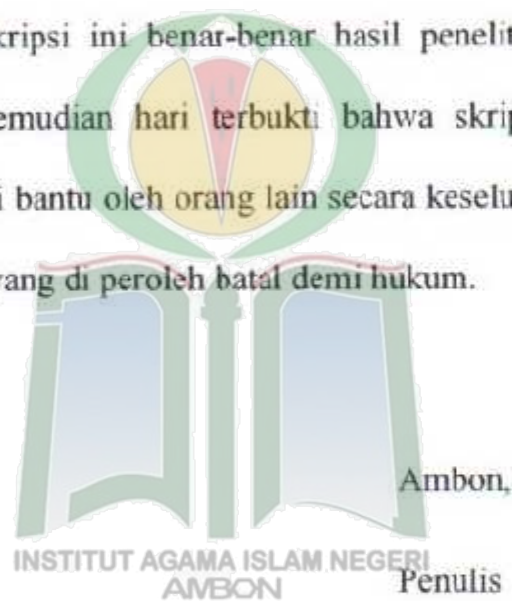 kripsi ini benar-benar hasil penelit
emudian hari terbukti bahwa skrip
i bantu oleh orang lain secara keselu
yang di peroleh batal demi hukum.
Ambon,
INSTITUT AGAMA ISLAM NEGERI
AMBON
Penulis